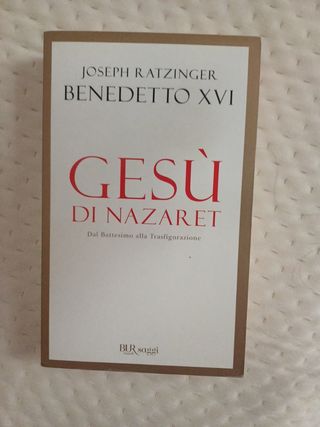 JOSEPH RATZINGER
BENEDETTO XVI
GESÙ
DI NAZARET
Dal Battesimo alla Trasfigurazione
BUR saggi